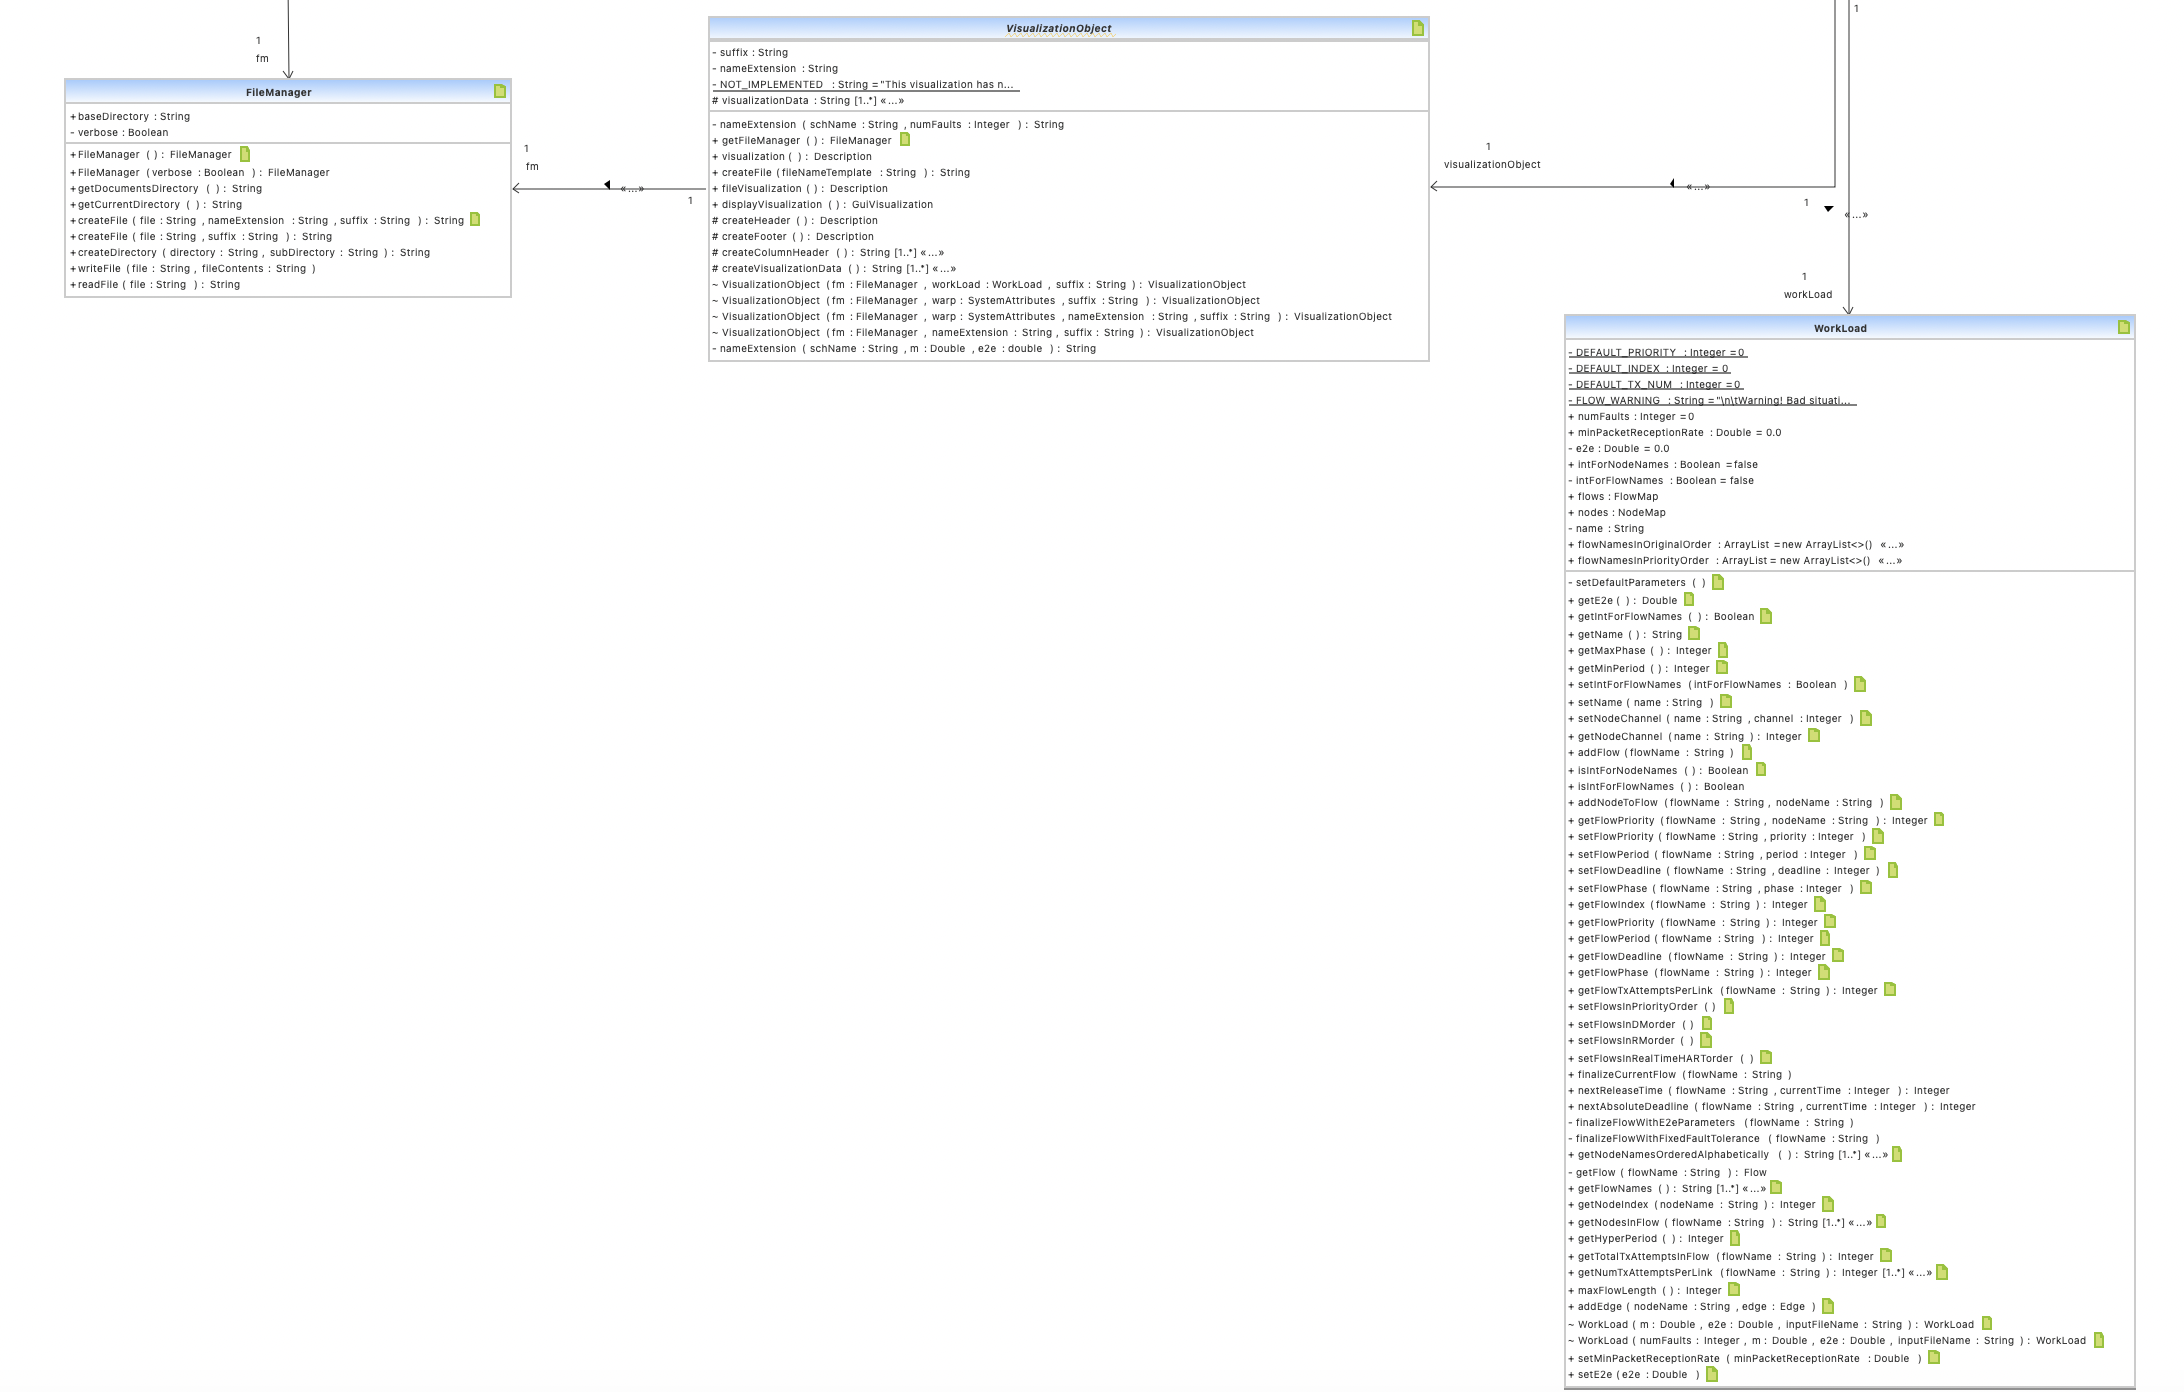 1
fm
FileManager
+ baseDirectory : String
- verbose : Boolean
+ FileManager ( ) : FileManager
+ FileManager ( verbose : Boolean ) : FileManager
+ getDocumentsDirectory ( ) : String
+ getCurrentDirectory ( ) : String
+ createFile ( file : String , nameExtension : String , suffix : String ) : String
+ createFile ( file : String , suffix : String ) : String
+ createDirectory ( directory : String , subDirectory : String ) : String
+ writeFile ( file : String , fileContents : String )
+ readFile ( file : String ) : String
1
fm
«...»
1
VisualizationObject
- suffix : String
- nameExtension : String
- NOT_IMPLEMENTED : String = "This visualization has n...
# visualizationData : String [1..*] «...»
- nameExtension ( schName : String , numFaults : Integer ) : String
+ getFileManager ( ) : FileManager
+ visualization ( ) : Description
+ createFile ( fileNameTemplate : String ) : String
+ fileVisualization ( ) : Description
+ displayVisualization ( ) : GuiVisualization
# createHeader ( ) : Description
# createFooter ( ) : Description
# createColumnHeader ( ) : String [1..*] «...»
# createVisualizationData ( ) : String [1..*] «...»
~ VisualizationObject ( fm : FileManager , workLoad : WorkLoad , suffix : String ) : VisualizationObject
~ VisualizationObject ( fm : FileManager , warp : SystemAttributes , suffix : String ) : VisualizationObject
~ VisualizationObject ( fm : FileManager , warp : SystemAttributes , nameExtension : String , suffix : String ) : VisualizationObject
~ VisualizationObject ( fm : FileManager , nameExtension : String , suffix : String ) : VisualizationObject
- nameExtension ( schName : String , m : Double , e2e : double ) : String
1
visualizationObject
«...»
1
1
«...»
1
workLoad
WorkLoad
- DEFAULT_PRIORITY : Integer = 0
- DEFAULT_INDEX : Integer = 0
- DEFAULT_TX_NUM : Integer = 0
- FLOW_WARNING : String = "\n\tWarning! Bad situati...
+ numFaults : Integer = 0
+ minPacketReceptionRate : Double = 0.0
- e2e : Double = 0.0
+ intForNodeNames : Boolean = false
- intForFlowNames : Boolean = false
+ flows : FlowMap
+ nodes : NodeMap
- name : String
+ flowNamesInOriginalOrder : ArrayList = new ArrayList<>() «...»
+ flowNamesInPriorityOrder : ArrayList = new ArrayList<>() «...»
- setDefaultParameters ( )
+ getE2e ( ) : Double
+ getIntForFlowNames ( ) : Boolean
+ getName ( ) : String
+ getMaxPhase ( ) : Integer
+ getMinPeriod ( ) : Integer
+ setIntForFlowNames ( intForFlowNames : Boolean )
+ setName ( name : String )
+ setNodeChannel ( name : String , channel : Integer )
+ getNodeChannel ( name : String ) : Integer
+ addFlow ( flowName : String )
+ isIntForNodeNames ( ) : Boolean
+ isIntForFlowNames ( ) : Boolean
+ addNodeToFlow ( flowName : String , nodeName : String )
+ getFlowPriority ( flowName : String , nodeName : String ) : Integer
+ setFlowPriority ( flowName : String , priority : Integer )
+ setFlowPeriod ( flowName : String , period : Integer )
+ setFlowDeadline ( flowName : String , deadline : Integer )
+ setFlowPhase ( flowName : String , phase : Integer )
+ getFlowIndex ( flowName : String ) : Integer
+ getFlowPriority ( flowName : String ) : Integer
+ getFlowPeriod ( flowName : String ) : Integer
+ getFlowDeadline ( flowName : String ) : Integer
+ getFlowPhase ( flowName : String ) : Integer
+ getFlowTxAttemptsPerLink ( flowName : String ) : Integer
+ setFlowsInPriorityOrder ( )
+ setFlowsInDMorder ( )
+ setFlowsInRMorder ( )
+ setFlowsInRealTimeHARTorder ( )
+ finalizeCurrentFlow ( flowName : String )
+ nextReleaseTime ( flowName : String , currentTime : Integer ) : Integer
+ nextAbsoluteDeadline ( flowName : String , currentTime : Integer ) : Integer
- finalizeFlowWithE2eParameters ( flowName : String )
- finalizeFlowWithFixedFaultTolerance ( flowName : String )
+ getNodeNamesOrderedAlphabetically ( ) : String [1..*] «...»
- getFlow ( flowName : String ) : Flow
+ getFlowNames ( ) : String [1..*] «...»
+ getNodeIndex ( nodeName : String ) : Integer
+ getNodesInFlow ( flowName : String ) : String [1..*] «...»
+ getHyperPeriod ( ) : Integer
+ getTotalTxAttemptsInFlow ( flowName : String ) : Integer
+ getNumTxAttemptsPerLink ( flowName : String ) : Integer [1..*] «...»
+ maxFlowLength ( ) : Integer
+ addEdge ( nodeName : String , edge : Edge )
~ WorkLoad ( m : Double , e2e : Double , inputFileName : String ) : WorkLoad
~ WorkLoad ( numFaults : Integer , m : Double , e2e : Double , inputFileName : String ) : WorkLoad
+ setMinPacketReceptionRate ( minPacketReceptionRate : Double )
+ setE2e ( e2e : Double )